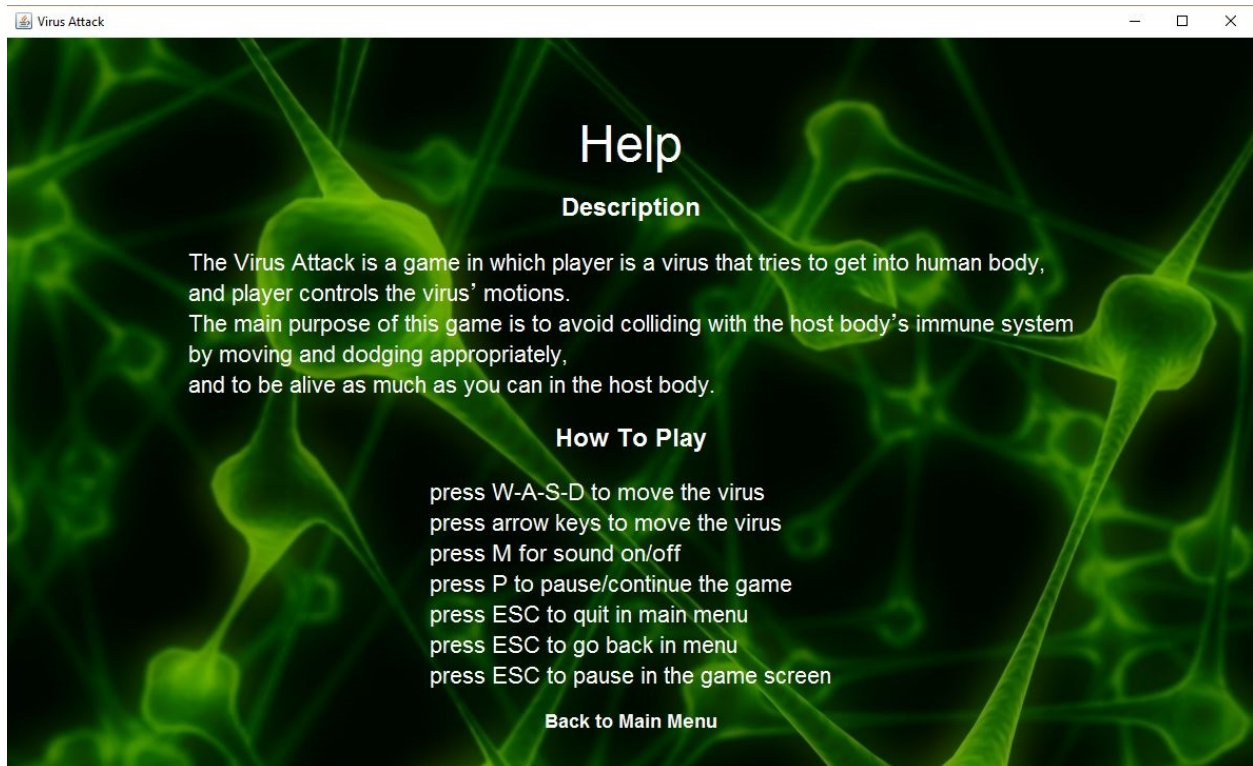 Virus Attack
Help
Description
The Virus Attack is a game in which player is a virus that tries to get into human body,
and player controls the virus’ motions.
The main purpose of this game is to avoid colliding with the host body’s immune system
by moving and dodging appropriately,
and to be alive as much as you can in the host body.
How To Play
press W-A-S-D to move the virus
press arrow keys to move the virus
press M for sound on/off
press P to pause/continue the game
press ESC to quit in main menu
press ESC to go back in menu
press ESC to pause in the game screen
Back to Main Menu